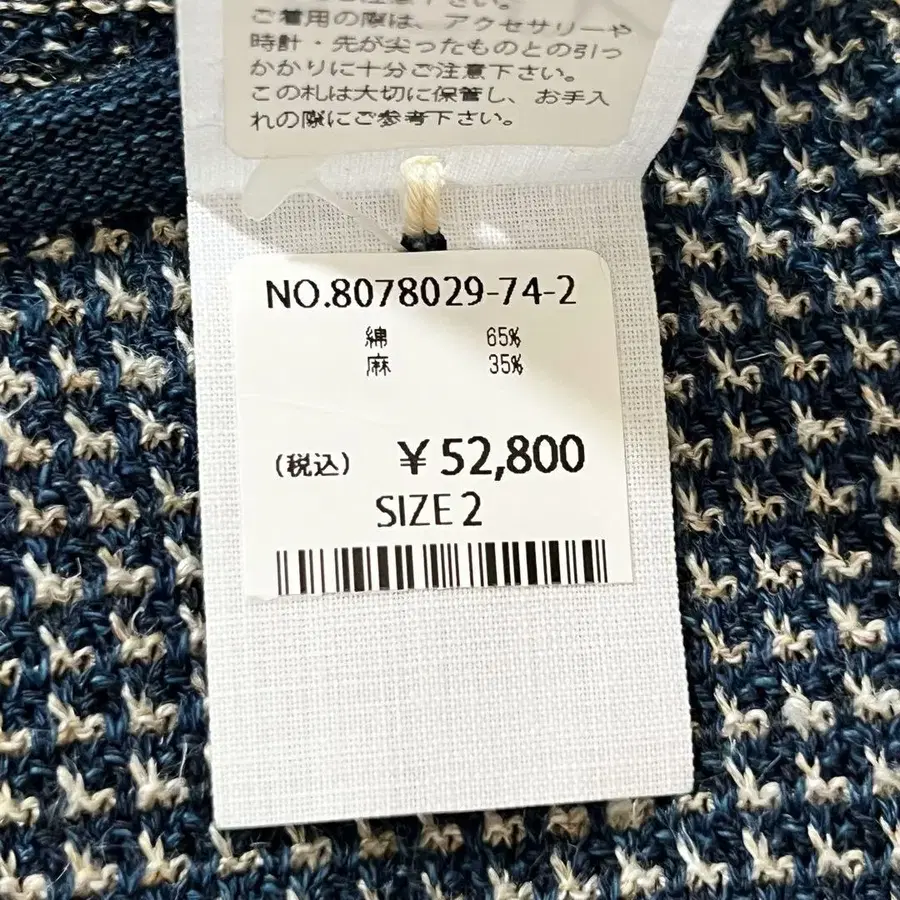 ご着用の際は、アクセサリーや
時計・先が尖ったものとの引っ
かかりに十分ご注意下さい。
この札は大切に保管し、お手入
れの際にご参考下さい。
NO.8078029-74-2
綿 65%
麻 35%
(税込) ¥52,800
SIZE 2